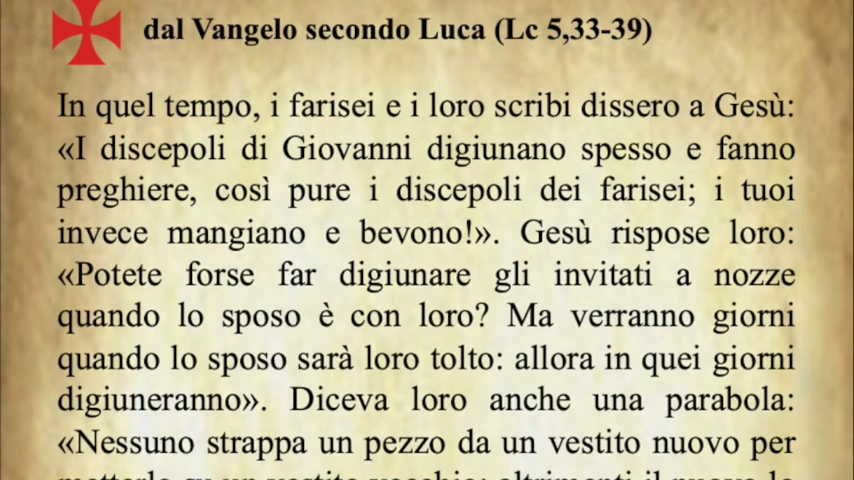 dal Vangelo secondo Luca (Lc 5,33-39)
In quel tempo, i farisei e i loro scribi dissero a Gesù:
«I discepoli di Giovanni digiunano spesso e fanno
preghiere, così pure i discepoli dei farisei; i tuoi
invece mangiano e bevono!». Gesù rispose loro:
«Potete forse far digiunare gli invitati a nozze
quando lo sposo è con loro? Ma verranno giorni
quando lo sposo sarà loro tolto: allora in quei giorni
digiuneranno». Diceva loro anche una parabola:
«Nessuno strappa un pezzo da un vestito nuovo per